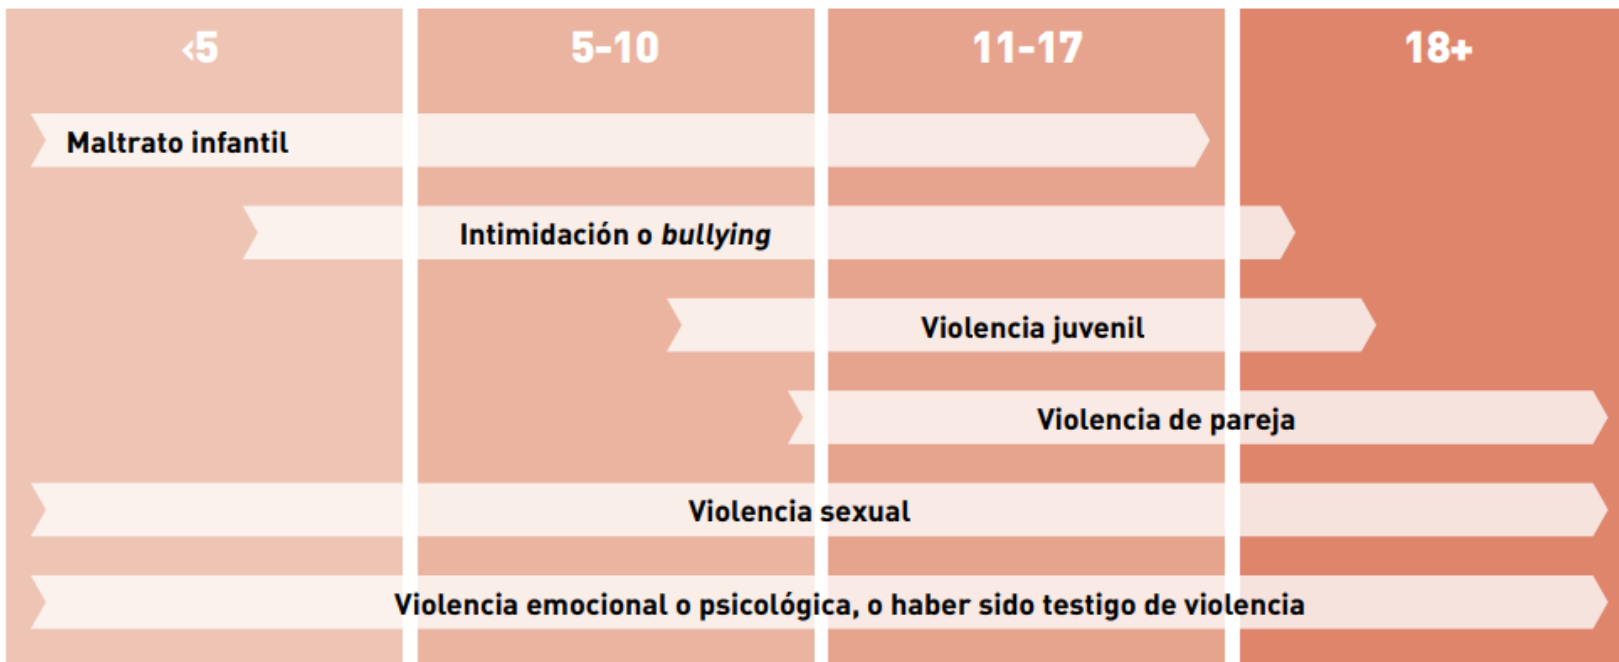 <5
5-10
11-17
18+
Maltrato infantil
Intimidación o bullying
Violencia juvenil
Violencia de pareja
Violencia sexual
Violencia emocional o psicológica, o haber sido testigo de violencia